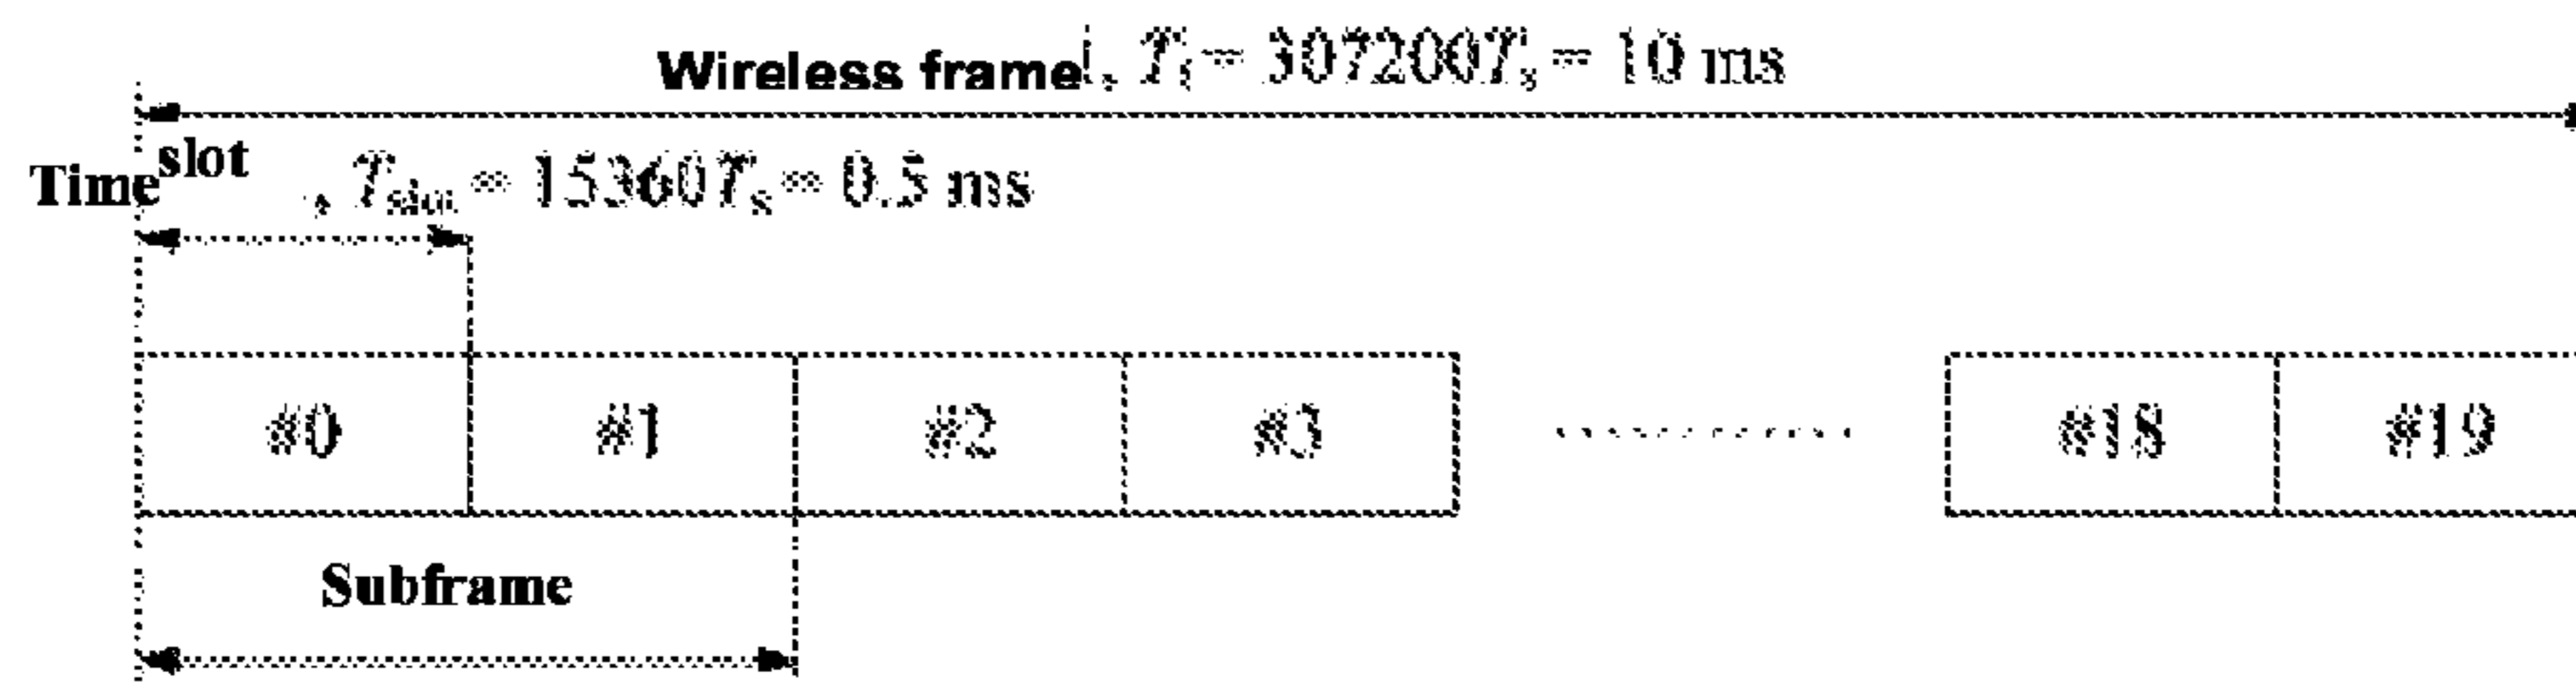 Wireless frame, Tf = 307200Ts = 10 ms
Time slot, Tslot = 15360Ts = 0.5 ms
#0 #1 #2 #3 ............ #18 #19
Subframe